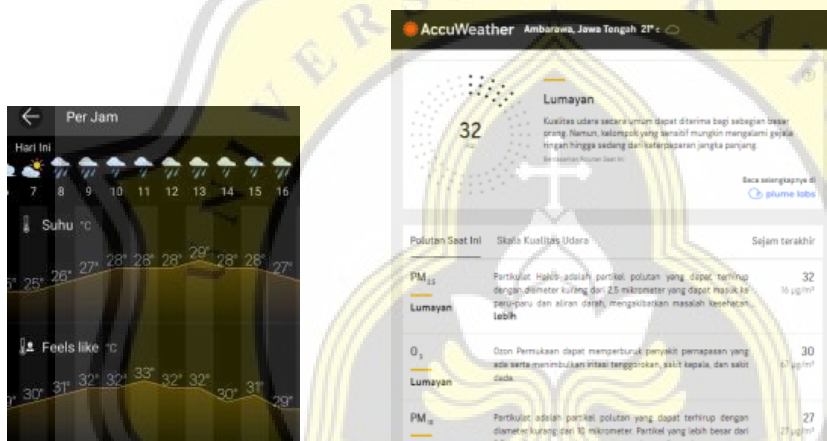 Per Jam
Hari Ini
7 8 9 10 11 12 13 14 15 16
Suhu °C
25° 26° 27° 28° 28° 28° 29° 28° 28° 27°
Feels like °C
30° 31° 32° 32° 33° 32° 32° 30° 31° 29°
AccuWeather Ambarawa, Jawa Tengah 21° c
Lumayan
32
Kualitas udara secara umum dapat diterima bagi sebagian besar
orang. Namun, kelompok yang sensitif mungkin mengalami gejala
ringan hingga sedang dari keterpaparan jangka panjang.
Baca selengkapnya di
plume labs
Polutan Saat Ini Skala Kualitas Udara Sejam terakhir
PM2.5 Partikulat Halus adalah partikel polutan yang dapat terhirup 32
dengan diameter kurang dari 2,5 mikrometer yang dapat masuk ke 16 µg/m³
paru-paru dan aliran darah, mengakibatkan masalah kesehatan
Lumayan lebih
O3 Ozon Permukaan dapat memperburuk penyakit pernapasan yang 30
ada serta menimbulkan iritasi tenggorokan, sakit kepala, dan sakit 67 µg/m³
dada
Lumayan
PM10 Partikulat adalah partikel polutan yang dapat terhirup dengan 27
diameter kurang dari 10 mikrometer. Partikel yang lebih besar dari 27 µg/m³
UNIVERS KAT